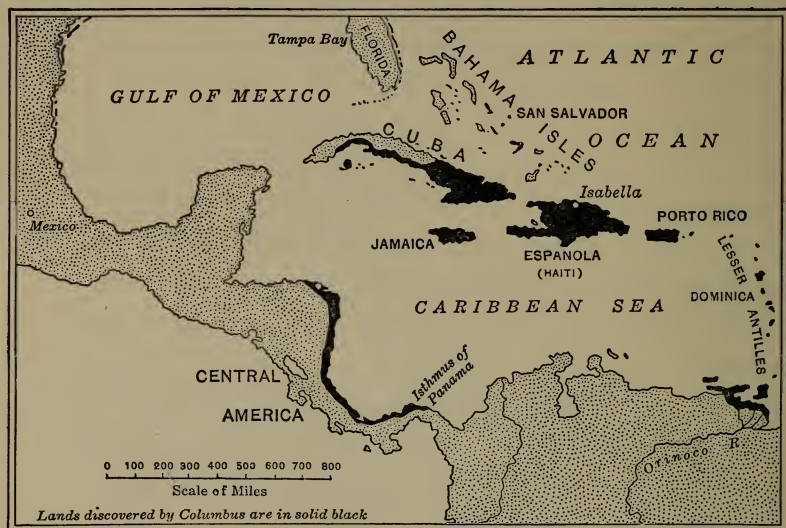 Tampa Bay
FLORIDA
BAHAMA
ISLES
ATLANTIC
OCEAN
GULF OF MEXICO
SAN SALVADOR
CUBA
Isabella
Mexico
JAMAICA
ESPANOLA
(HAITI)
PORTO RICO
LESSER
ANTILLES
DOMINICA
CARIBBEAN SEA
CENTRAL
AMERICA
Isthmus of
Panama
Orinoco R.
0 100 200 300 400 500 600 700 800
Scale of Miles
Lands discovered by Columbus are in solid black